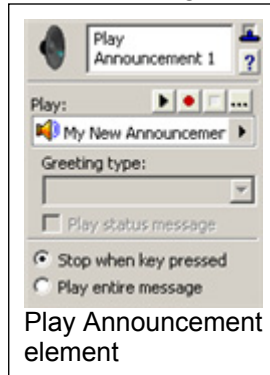 Play
Announcement 1
?
Play:
...
My New Announcemer
Greeting type:
Play status message
Stop when key pressed
Play entire message
Play Announcement
element